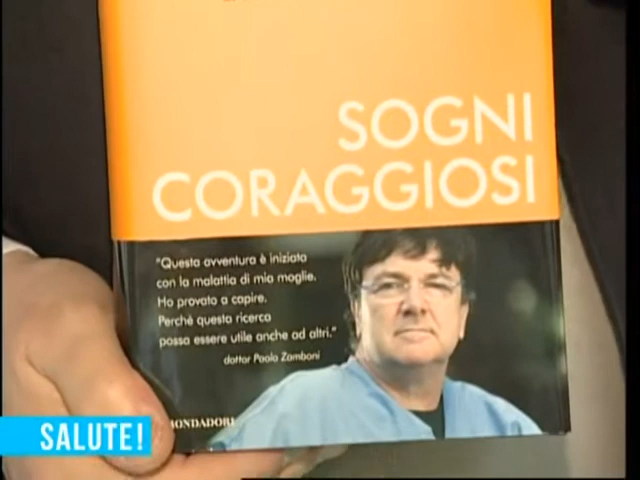 SOGNI
CORAGGIOSI
"Questa avventura è iniziata
con la malattia di mia moglie.
Ho provato a capire.
Perché questa ricerca
possa essere utile anche ad altri."
dottor Paolo Zamboni
MONDADORI
SALUTE!